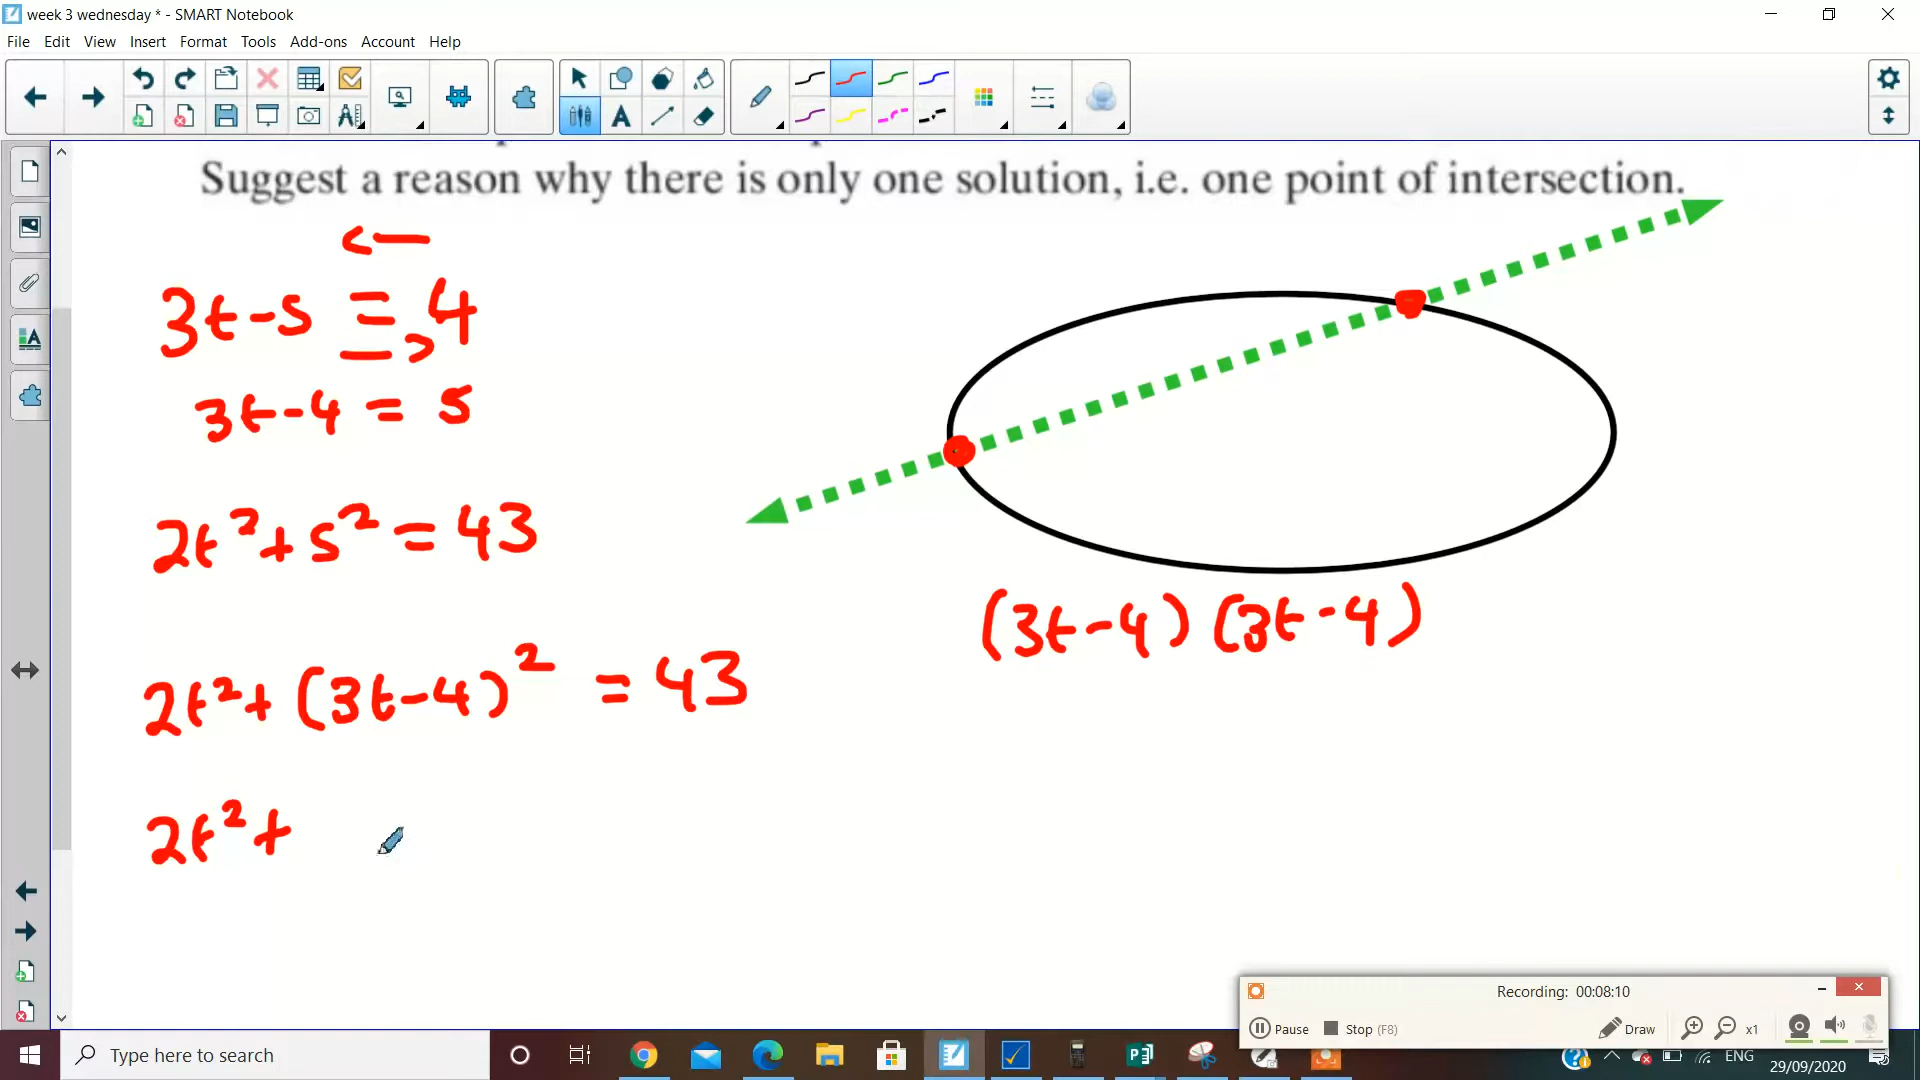 week 3 wednesday * - SMART Notebook
File Edit View Insert Format Tools Add-ons Account Help
Suggest a reason why there is only one solution, i.e. one point of intersection.
3t-s = 4
3t-4 = s
2t²+s² = 43
(3t-4)(3t-4)
2t²+(3t-4)² = 43
2t²+
Recording: 00:08:10
Pause Stop (F8) Draw x1
Type here to search
ENG
29/09/2020